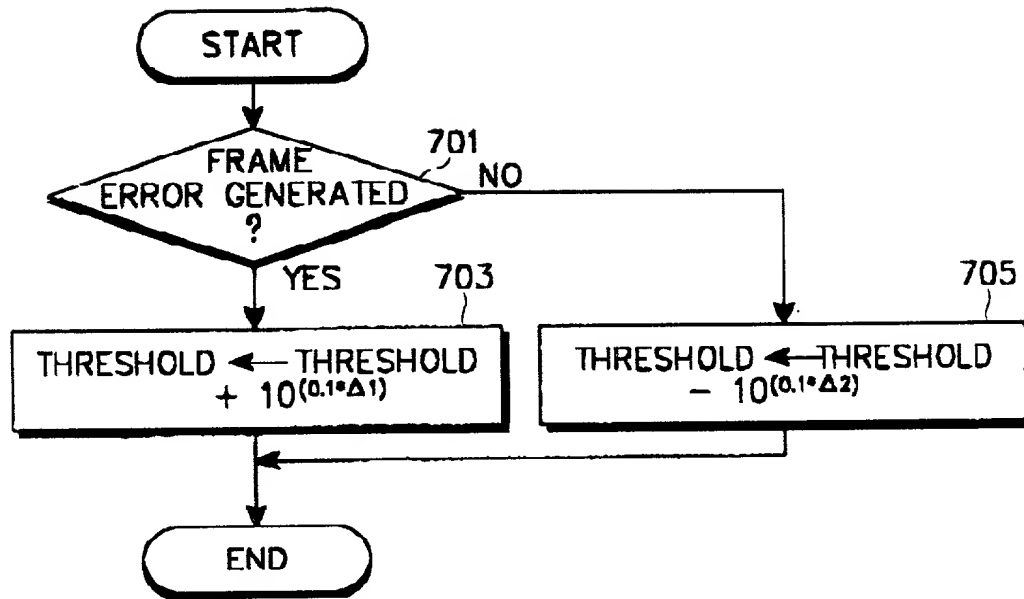 START
701
FRAME
ERROR GENERATED
?
NO
YES
703
THRESHOLD ← THRESHOLD
+ 10^(0.1*Δ1)
705
THRESHOLD ← THRESHOLD
- 10^(0.1*Δ2)
END